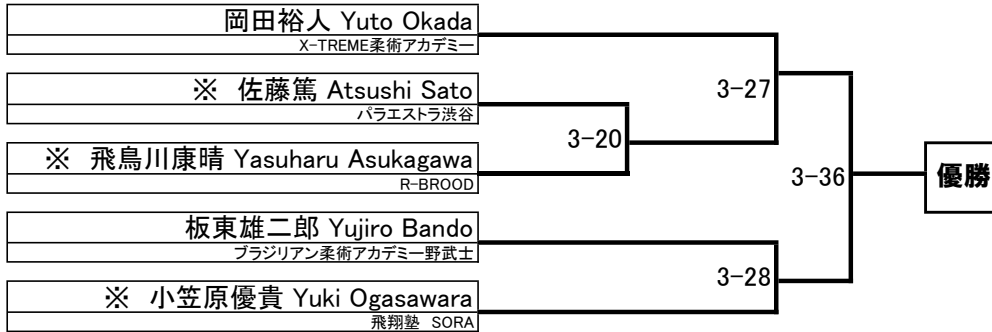 岡田裕人 Yuto Okada
X-TREME柔術アカデミー
※ 佐藤篤 Atsushi Sato
パラエストラ渋谷
※ 飛鳥川康晴 Yasuharu Asukagawa
R-BROOD
板東雄二郎 Yujiro Bando
ブラジリアン柔術アカデミー野武士
※ 小笠原優貴 Yuki Ogasawara
飛翔塾 SORA
3-20
3-27
3-28
3-36
優勝